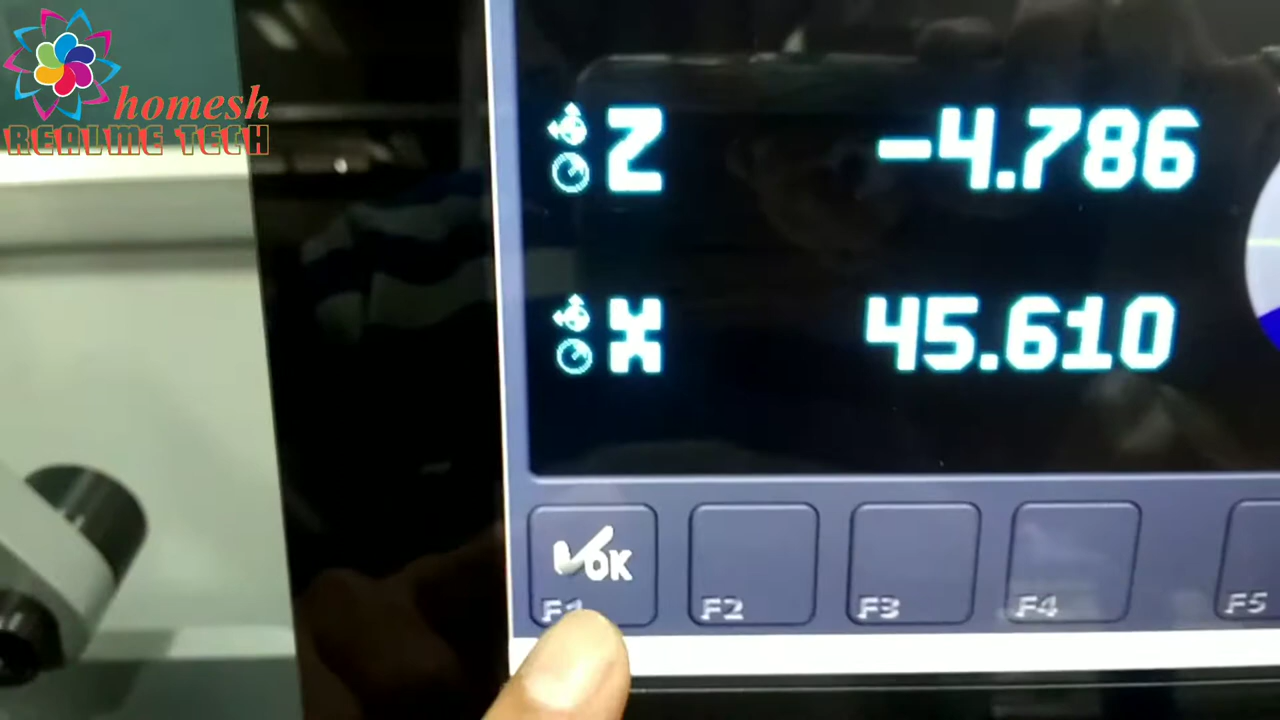 homesh
REALME TECH
Z -4.786
X 45.610
OK
F1 F2 F3 F4 F5